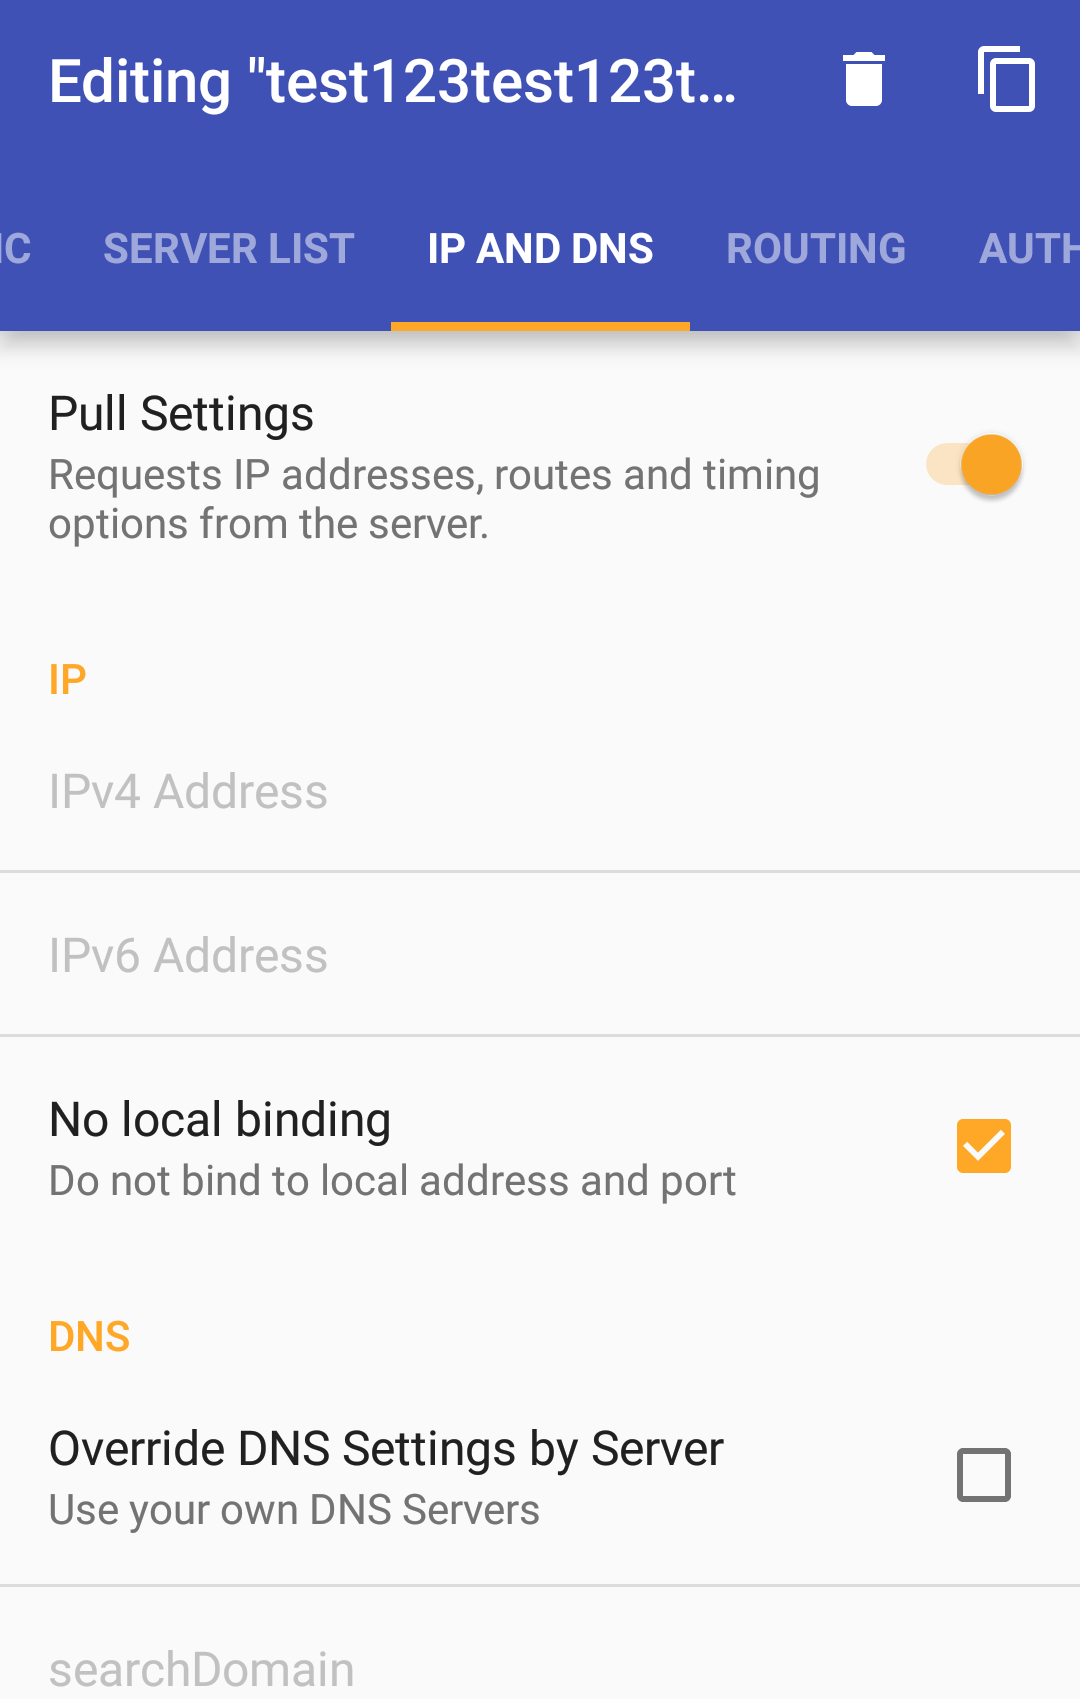 Editing "test123test123t…
IC SERVER LIST IP AND DNS ROUTING AUTH
Pull Settings
Requests IP addresses, routes and timing
options from the server.
IP
IPv4 Address
IPv6 Address
No local binding
Do not bind to local address and port
DNS
Override DNS Settings by Server
Use your own DNS Servers
searchDomain